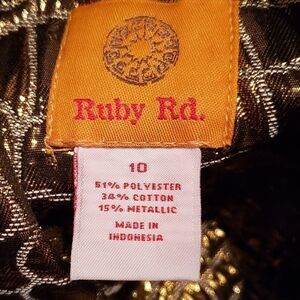 Ruby Rd.
10
51% POLYESTER
34% COTTON
15% METALLIC
MADE IN
INDONESIA